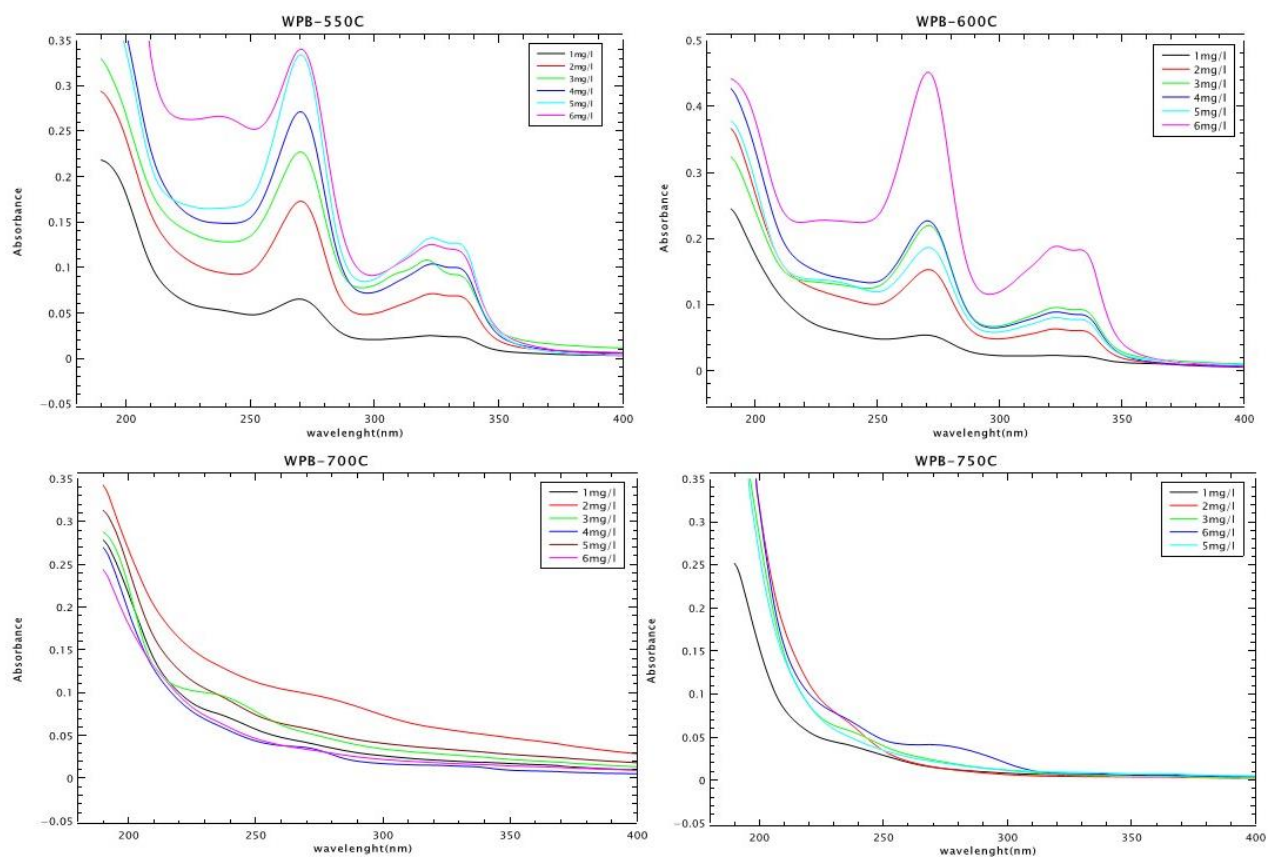 WPB-550C
0.35
0.3
0.25
0.2
0.15
0.1
0.05
0
−0.05
Absorbance
1mg/l
2mg/l
3mg/l
4mg/l
5mg/l
6mg/l
200
250
300
350
400
wavelenght(nm)
WPB-600C
0.5
0.4
0.3
0.2
0.1
0
Absorbance
1mg/l
2mg/l
3mg/l
4mg/l
5mg/l
6mg/l
200
250
300
350
400
wavelenght(nm)
WPB-700C
0.35
0.3
0.25
0.2
0.15
0.1
0.05
0
−0.05
Absorbance
1mg/l
2mg/l
3mg/l
4mg/l
5mg/l
6mg/l
200
250
300
350
400
wavelenght(nm)
WPB-750C
0.35
0.3
0.25
0.2
0.15
0.1
0.05
0
−0.05
Absorbance
1mg/l
2mg/l
3mg/l
6mg/l
5mg/l
200
250
300
350
400
wavelenght(nm)